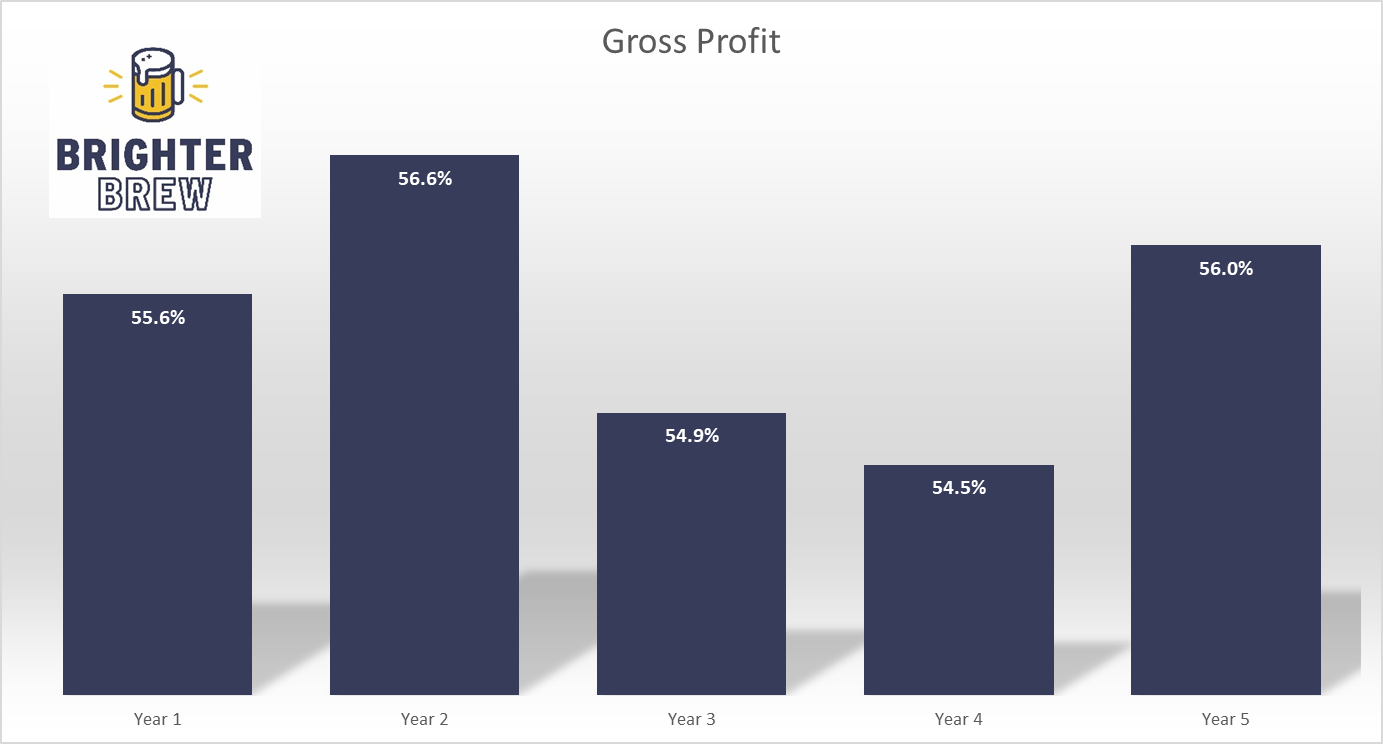 Gross Profit
BRIGHTER
BREW
55.6%
56.6%
54.9%
54.5%
56.0%
Year 1
Year 2
Year 3
Year 4
Year 5